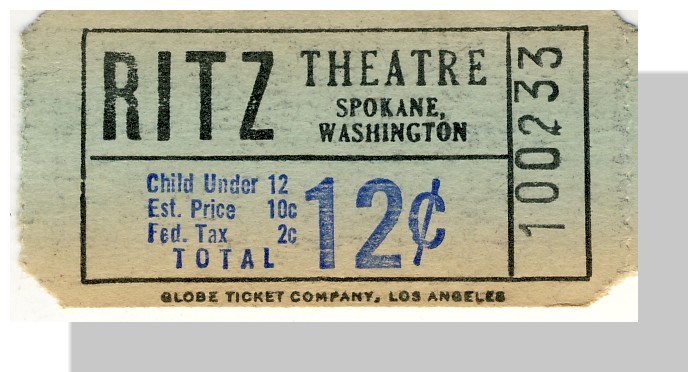 RITZ THEATRE
SPOKANE,
WASHINGTON
Child Under 12
Est. Price 10c
Fed. Tax 2c
TOTAL
12¢
100233
GLOBE TICKET COMPANY, LOS ANGELES